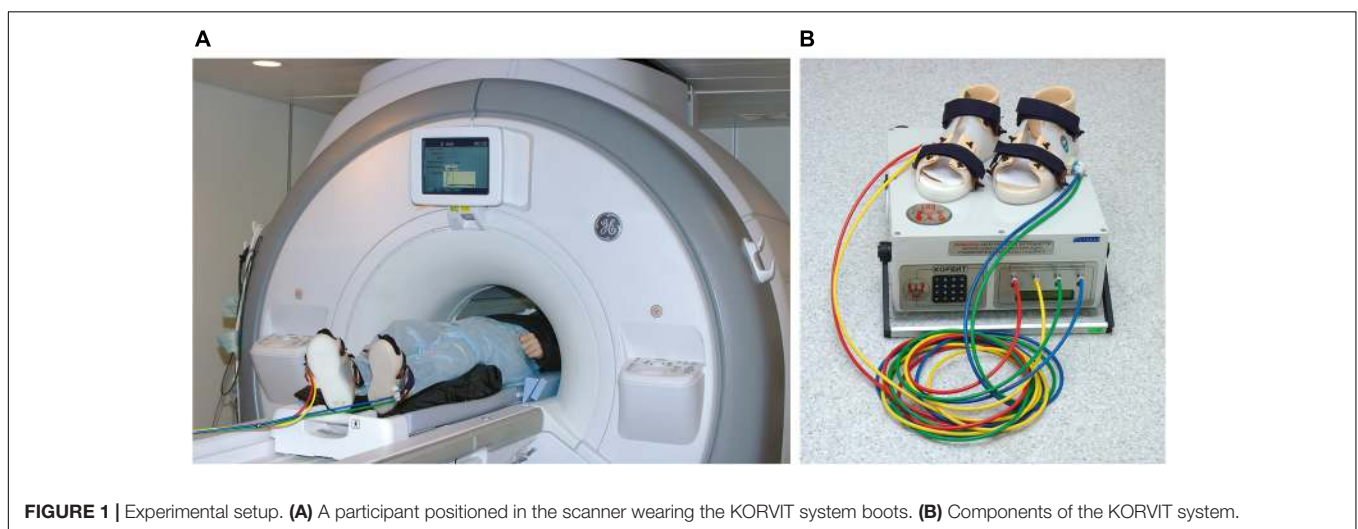 A
B
GE
КОРВИТ
FIGURE 1 | Experimental setup. (A) A participant positioned in the scanner wearing the KORVIT system boots. (B) Components of the KORVIT system.